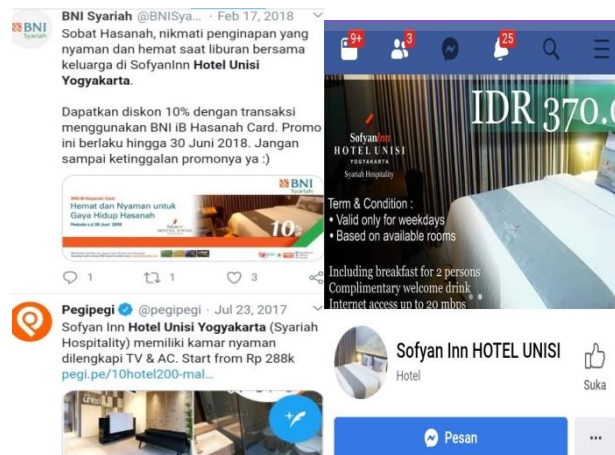 BNI Syariah @BNISya... · Feb 17, 2018
Sobat Hasanah, nikmati penginapan yang
nyaman dan hemat saat liburan bersama
keluarga di SofyanInn Hotel Unisi
Yogyakarta.
Dapatkan diskon 10% dengan transaksi
menggunakan BNI iB Hasanah Card. Promo
ini berlaku hingga 30 Juni 2018. Jangan
sampai ketinggalan promonya ya :)
BNI
Syariah
BNI iB Hasanah Card
Hemat dan Nyaman untuk
Gaya Hidup Hasanah
10%
1 1 3
Pegipegi @pegipegi · Jul 23, 2017
Sofyan Inn Hotel Unisi Yogyakarta (Syariah
Hospitality) memiliki kamar nyaman
dilengkapi TV & AC. Start from Rp 288k
pegi.pe/10hotel200-mal...
9+ 3 25
IDR 370.0
SofyanInn
HOTEL UNISI
YOGYAKARTA
Syariah Hospitality
Term & Condition :
• Valid only for weekdays
• Based on available rooms
Including breakfast for 2 persons
Complimentary welcome drink
Internet access up to 20 mbps
Sofyan Inn HOTEL UNISI
Hotel
Suka
Pesan